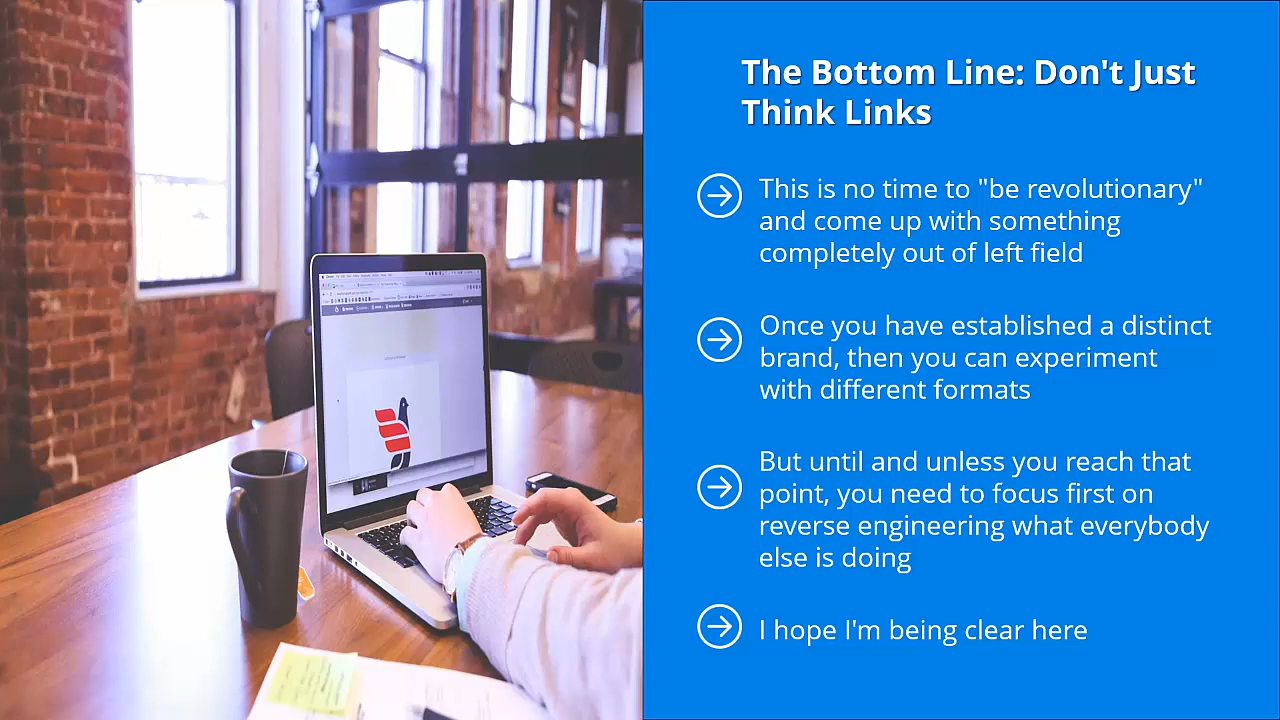 The Bottom Line: Don't Just
Think Links
This is no time to "be revolutionary"
and come up with something
completely out of left field
Once you have established a distinct
brand, then you can experiment
with different formats
But until and unless you reach that
point, you need to focus first on
reverse engineering what everybody
else is doing
I hope I'm being clear here